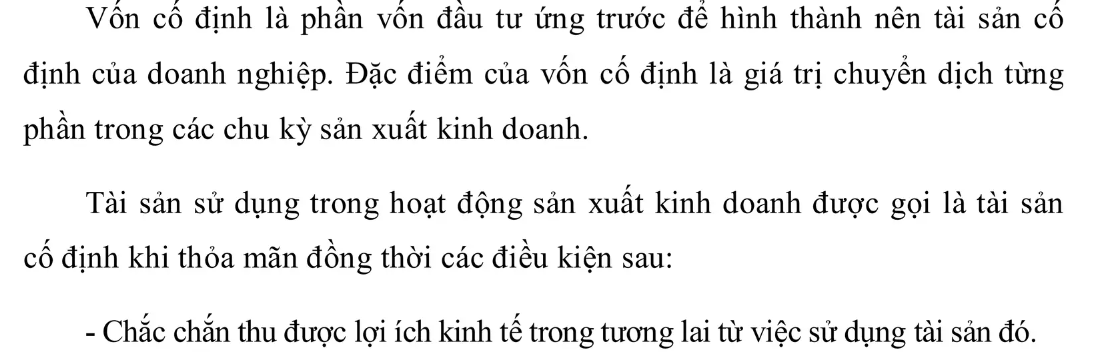 Vốn cố định là phần vốn đầu tư ứng trước để hình thành nên tài sản cố
định của doanh nghiệp. Đặc điểm của vốn cố định là giá trị chuyển dịch từng
phần trong các chu kỳ sản xuất kinh doanh.
Tài sản sử dụng trong hoạt động sản xuất kinh doanh được gọi là tài sản
cố định khi thỏa mãn đồng thời các điều kiện sau:
- Chắc chắn thu được lợi ích kinh tế trong tương lai từ việc sử dụng tài sản đó.